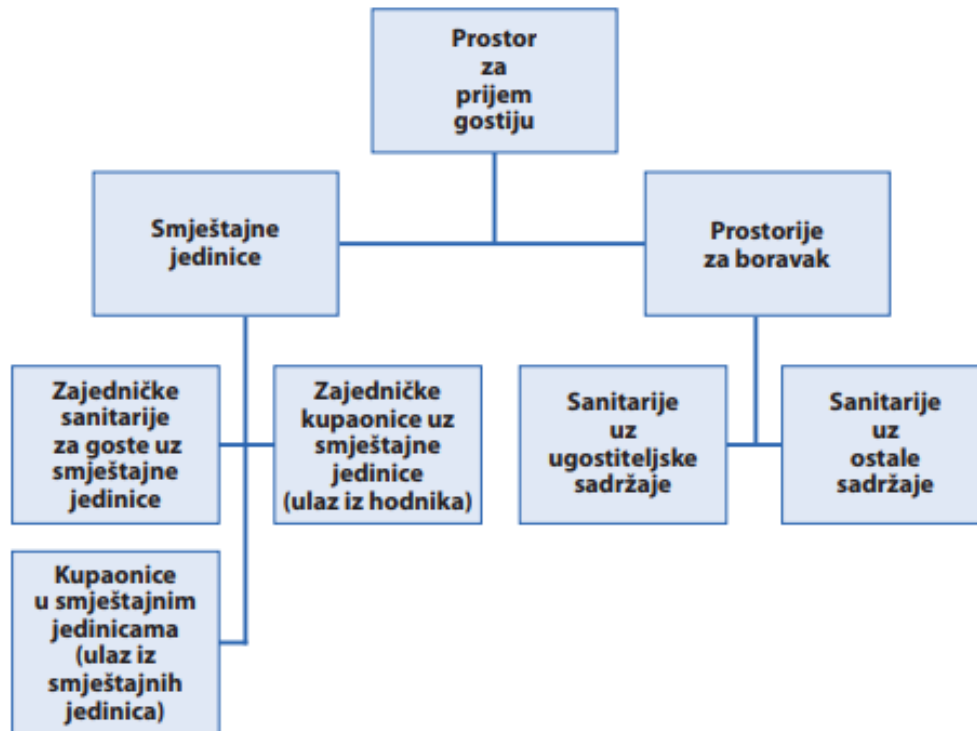 Prostor
za
prijem
gostiju
Smještajne
jedinice
Prostorije
za boravak
Zajedničke
sanitarije
za goste uz
smještajne
jedinice
Zajedničke
kupaonice uz
smještajne
jedinice
(ulaz iz hodnika)
Sanitarije
uz
ugostiteljske
sadržaje
Sanitarije
uz
ostale
sadržaje
Kupaonice
u smještajnim
jedinicama
(ulaz iz
smještajnih
jedinica)